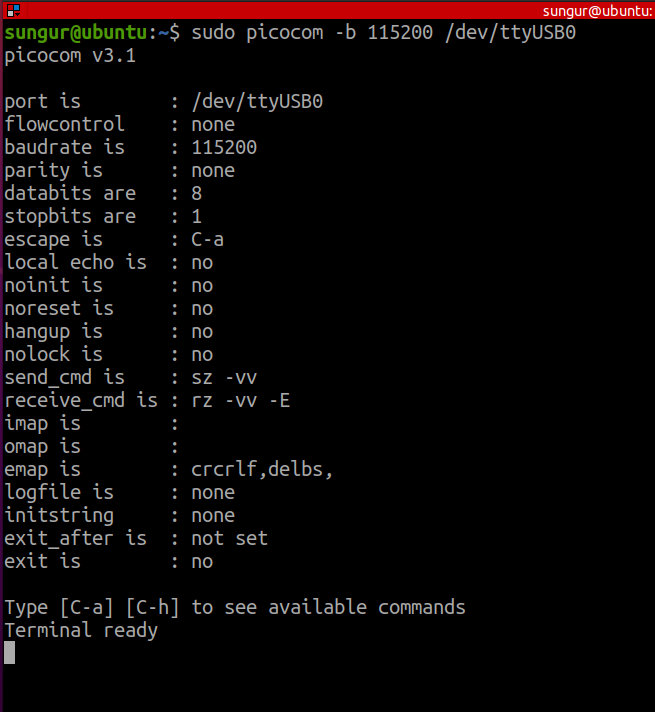 sungur@ubuntu:
sungur@ubuntu:~$ sudo picocom -b 115200 /dev/ttyUSB0
picocom v3.1
port is        : /dev/ttyUSB0
flowcontrol    : none
baudrate is    : 115200
parity is      : none
databits are   : 8
stopbits are   : 1
escape is      : C-a
local echo is  : no
noinit is      : no
noreset is     : no
hangup is      : no
nolock is      : no
send_cmd is    : sz -vv
receive_cmd is : rz -vv -E
imap is        :
omap is        :
emap is        : crcrlf,delbs,
logfile is     : none
initstring     : none
exit_after is  : not set
exit is        : no
Type [C-a] [C-h] to see available commands
Terminal ready